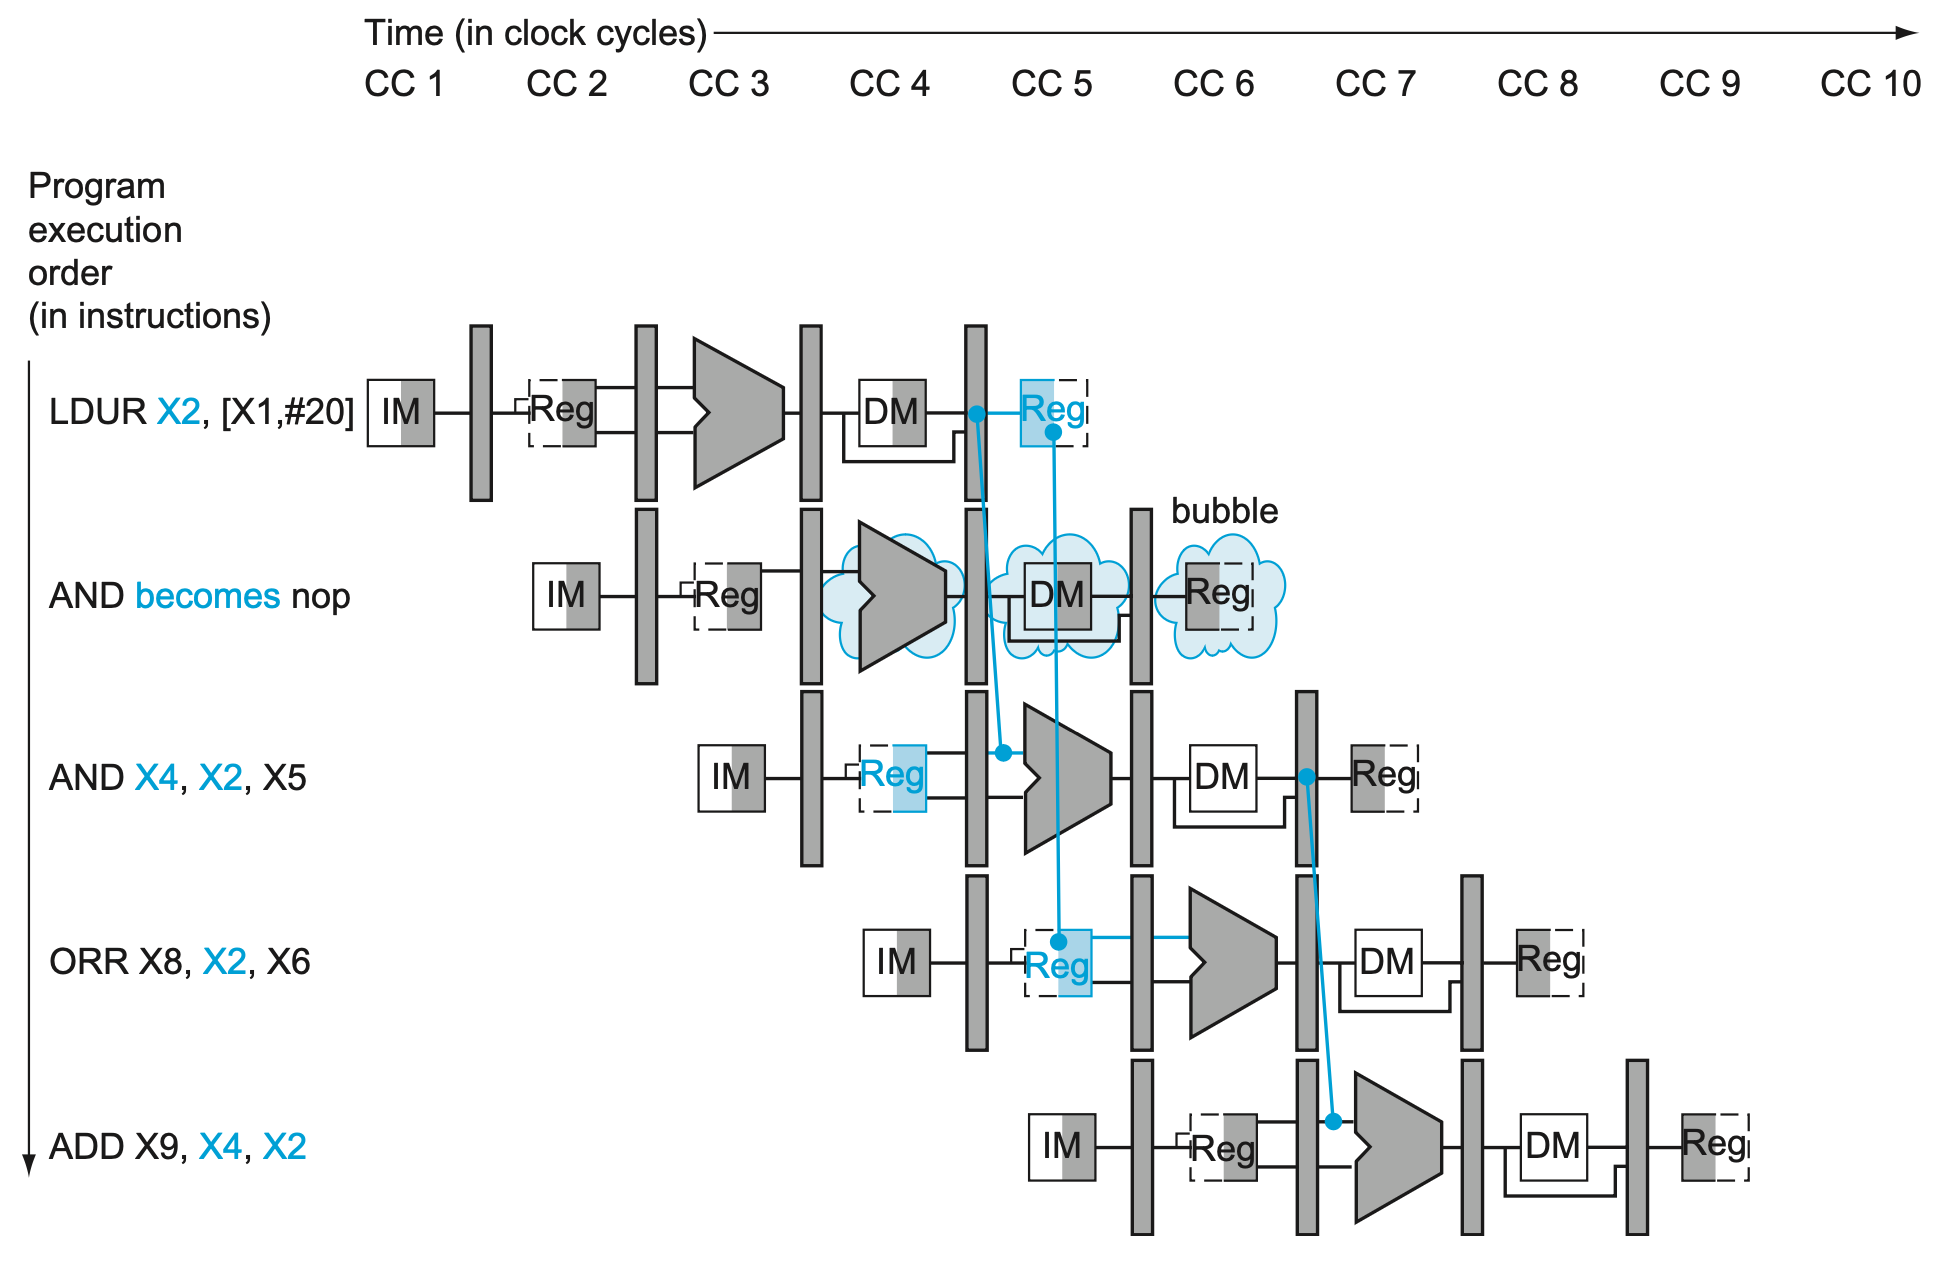 Time (in clock cycles)
CC 1 CC 2 CC 3 CC 4 CC 5 CC 6 CC 7 CC 8 CC 9 CC 10
Program
execution
order
(in instructions)
LDUR X2, [X1,#20] IM Reg DM Reg
bubble
AND becomes nop IM Reg DM Reg
AND X4, X2, X5 IM Reg DM Reg
ORR X8, X2, X6 IM Reg DM Reg
ADD X9, X4, X2 IM Reg DM Reg